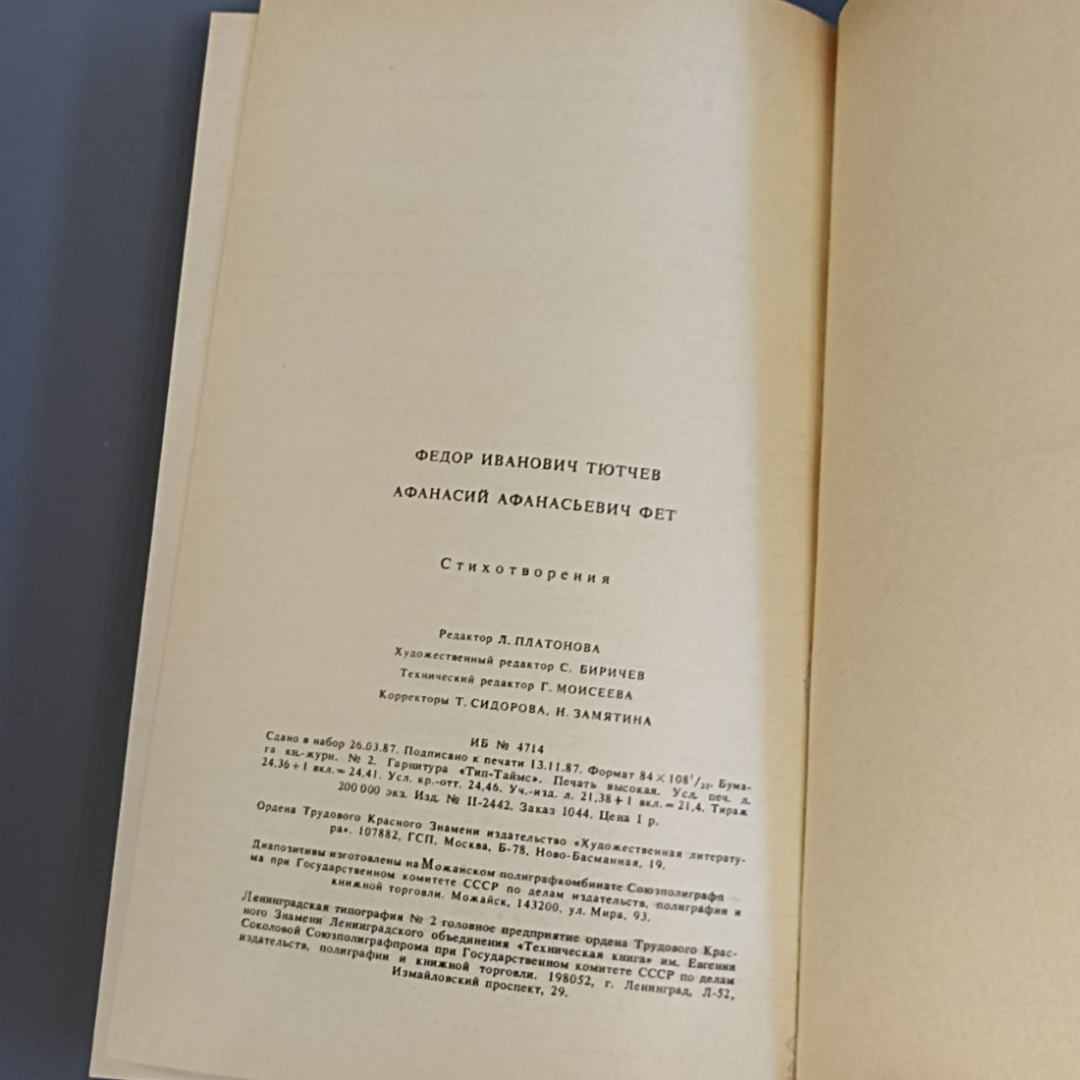 ФЕДОР ИВАНОВИЧ ТЮТЧЕВ
АФАНАСИЙ АФАНАСЬЕВИЧ ФЕТ
Стихотворения
Редактор Л. ПЛАТОНОВА
Художественный редактор С. БИРИЧЕВ
Технический редактор Г. МОИСЕЕВА
Корректоры Т. СИДОРОВА, Н. ЗАМЯТИНА
ИБ № 4714
Сдано в набор 26.03.87. Подписано к печати 13.11.87. Формат 84×108¹/₃₂. Бума-
га кн.-журн. № 2. Гарнитура «Тип-Таймс». Печать высокая. Усл. печ. л.
24,36+1 вкл.=24,41. Усл. кр.-отт. 24,46. Уч.-изд. л. 21,38+1 вкл.=21,4. Тираж
200 000 экз. Изд. № II-2442. Заказ 1044. Цена 1 р.
Ордена Трудового Красного Знамени издательство «Художественная литерату-
ра». 107882, ГСП, Москва, Б-78, Ново-Басманная, 19.
Диапозитивы изготовлены на Можайском полиграфкомбинате Союзполиграфп
ма при Государственном комитете СССР по делам издательств, полиграфии и
книжной торговли. Можайск, 143200, ул. Мира, 93.
Ленинградская типография № 2 головное предприятие ордена Трудового Крас-
ного Знамени Ленинградского объединения «Техническая книга» им. Евгении
Соколовой Союзполиграфпрома при Государственном комитете СССР по делам
издательств, полиграфии и книжной торговли. 198052, г. Ленинград, Л-52,
Измайловский проспект, 29.